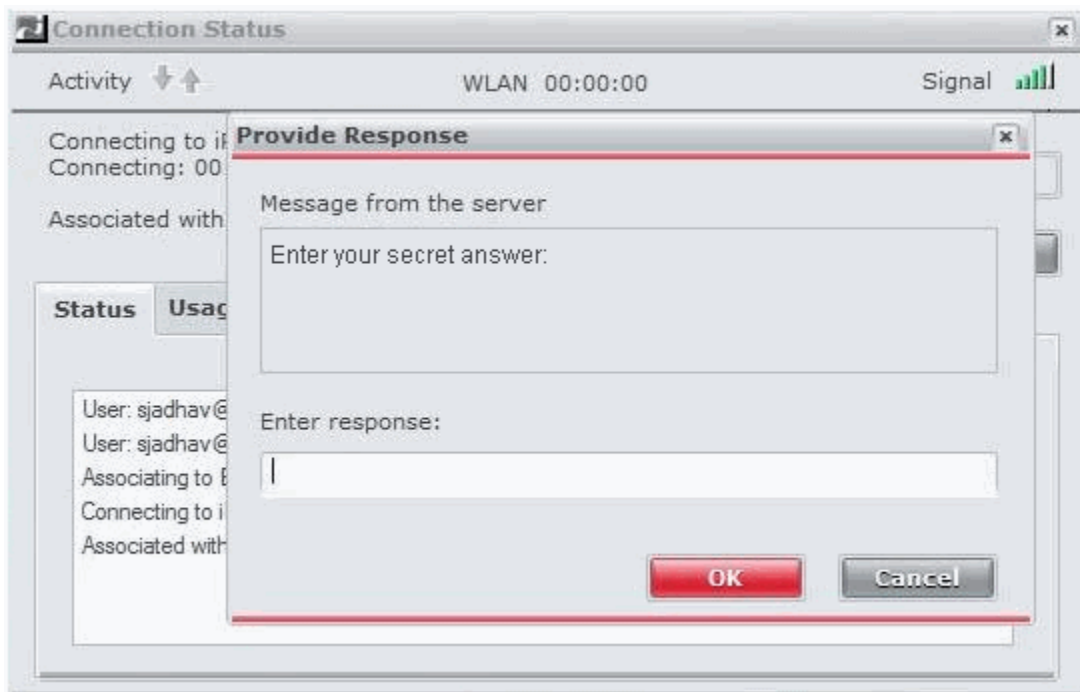 Connection Status
Activity
WLAN 00:00:00
Signal
Connecting to
Connecting: 00
Associated with
Status
Usag
User: sjadhav@
User: sjadhav@
Associating to
Connecting to
Associated with
Provide Response
Message from the server
Enter your secret answer:
Enter response:
OK
Cancel